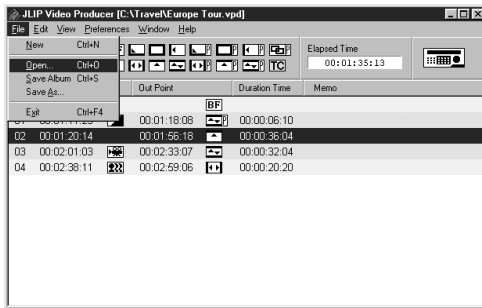 JLIP Video Producer [C:\Travel\Europe Tour.vpd]
File Edit View Preferences Window Help
New Ctrl+N
Open... Ctrl+O
Save Album Ctrl+S
Save As...
Exit Ctrl+F4
P P P P
P P P TC
Elapsed Time
00:01:35:13
Out Point Duration Time Memo
BF
00:01:18:08 P 00:00:06:10
02 00:01:20:14 00:01:56:18 00:00:36:04
03 00:02:01:03 00:02:33:07 00:00:32:04
04 00:02:38:11 00:02:59:06 00:00:20:20